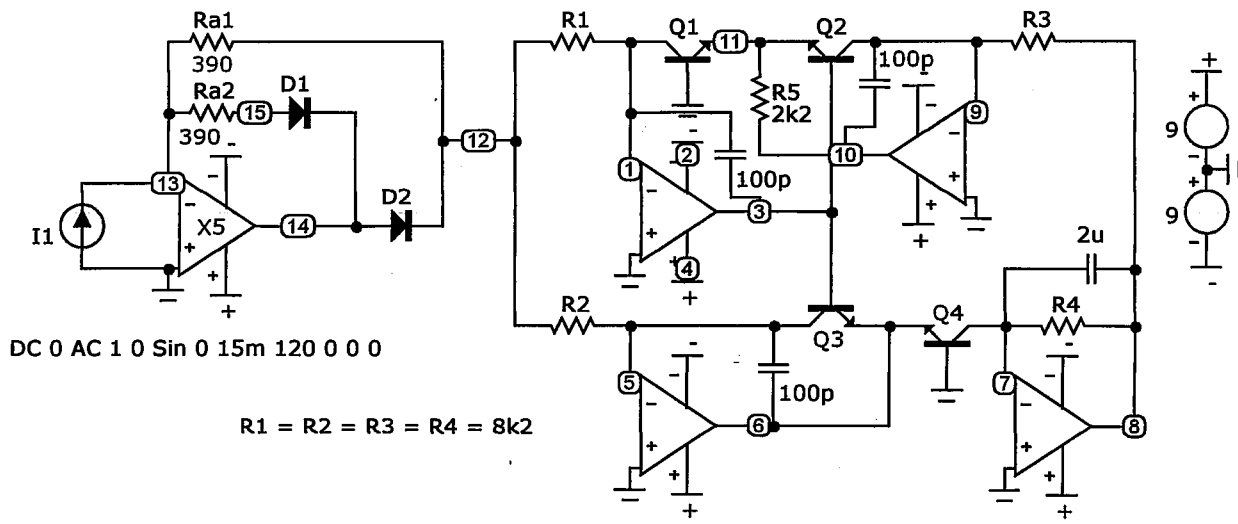 Ra1
390
Ra2
390
15
D1
13
X5
14
D2
I1
12
R1
Q1
11
Q2
100p
R3
R5
2k2
9
10
1
2
100p
3
4
+
-
9
9
R2
Q3
Q4
2u
R4
5
100p
6
7
8
DC 0 AC 1 0 Sin 0 15m 120 0 0 0
R1 = R2 = R3 = R4 = 8k2